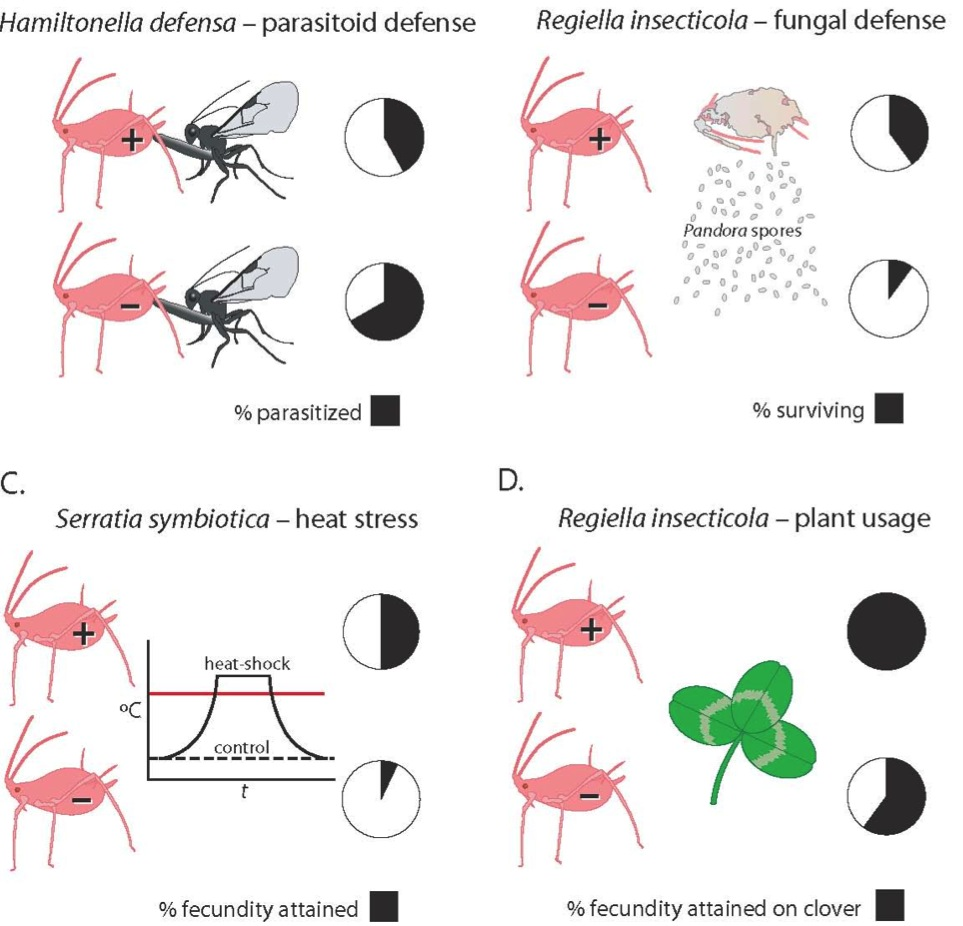 Hamiltonella defensa – parasitoid defense
Regiella insecticola – fungal defense
+
+
Pandora spores
–
–
% parasitized
% surviving
C.
D.
Serratia symbiotica – heat stress
Regiella insecticola – plant usage
+
+
heat-shock
°C
control
t
–
–
% fecundity attained
% fecundity attained on clover